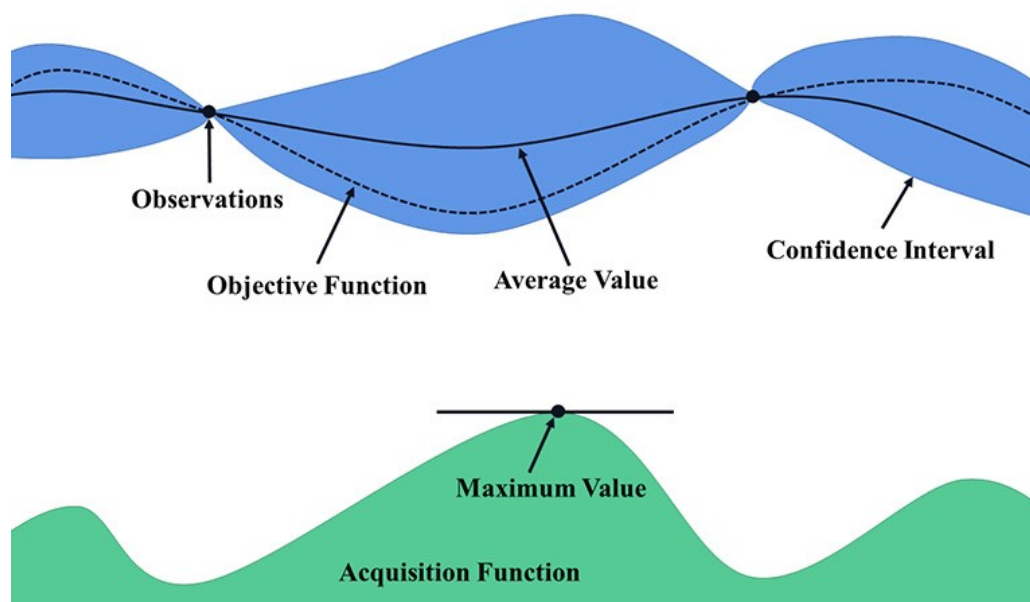 Observations
Objective Function
Average Value
Confidence Interval
Maximum Value
Acquisition Function